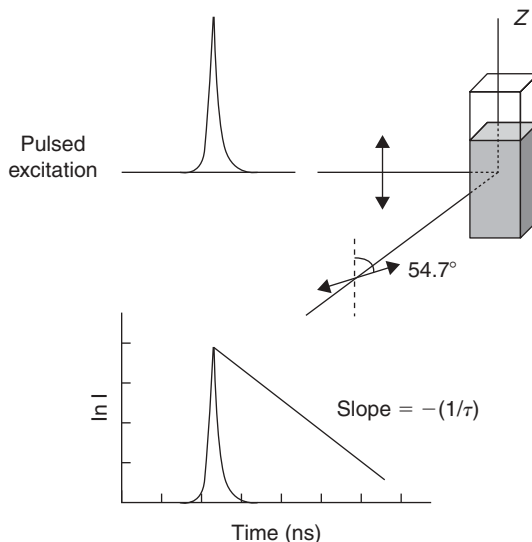 Z
Pulsed
excitation
54.7°
ln I
Slope = −(1/τ)
Time (ns)